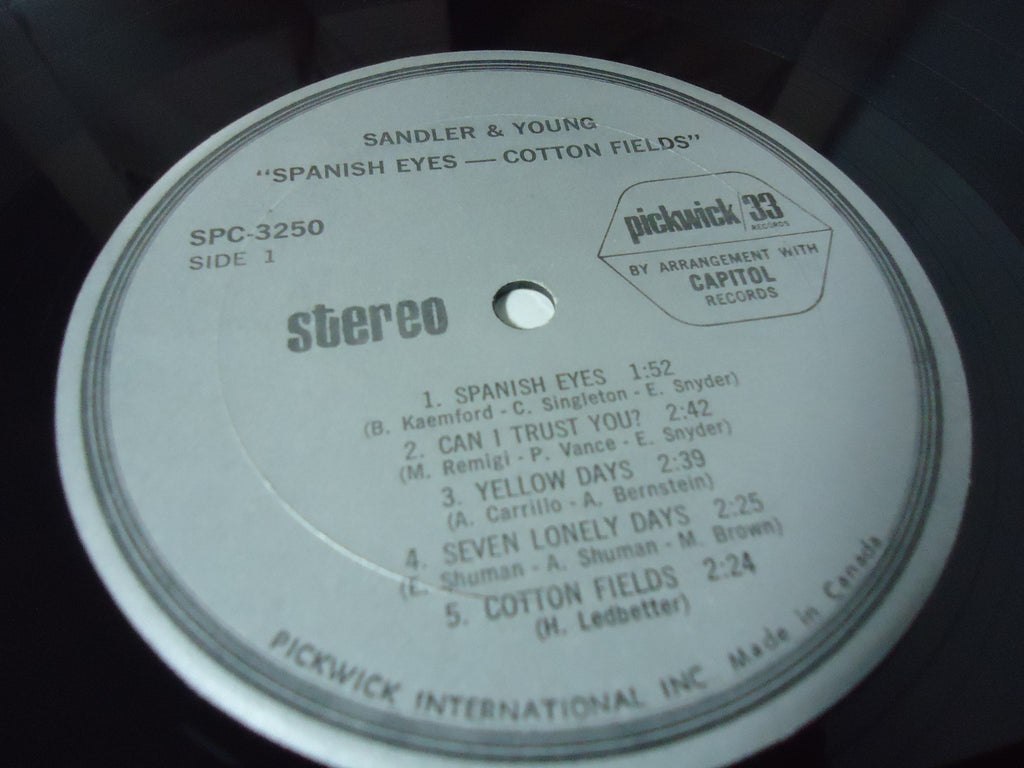 SANDLER & YOUNG
"SPANISH EYES — COTTON FIELDS"
SPC-3250
SIDE 1
pickwick/33
RECORDS
BY ARRANGEMENT WITH
CAPITOL
RECORDS
stereo
1. SPANISH EYES 1:52
(B. Kaemford - C. Singleton - E. Snyder)
2. CAN I TRUST YOU? 2:42
(M. Remigi - P. Vance - E. Snyder)
3. YELLOW DAYS 2:39
(A. Carrillo - A. Bernstein)
4. SEVEN LONELY DAYS 2:25
(E. Shuman - A. Shuman - M. Brown)
5. COTTON FIELDS 2:24
(H. Ledbetter)
PICKWICK INTERNATIONAL INC. Made in Canada